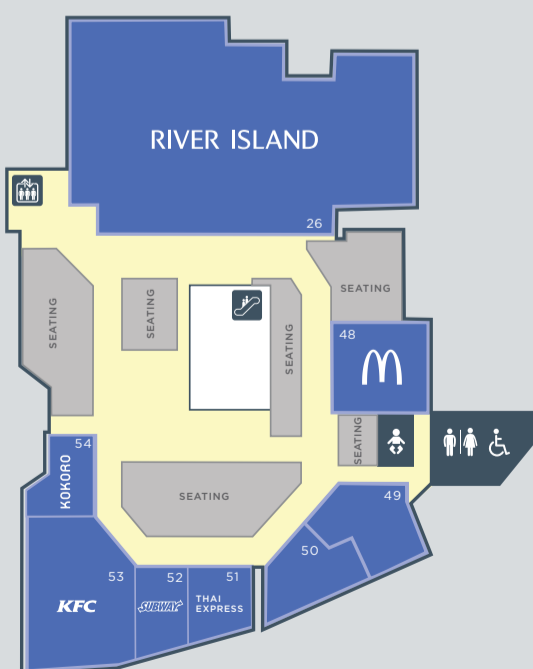 RIVER ISLAND
26
SEATING
48
SEATING
SEATING
SEATING
SEATING
SEATING
54
KOKORO
49
50
53
KFC
52
SUBWAY
51
THAI
EXPRESS